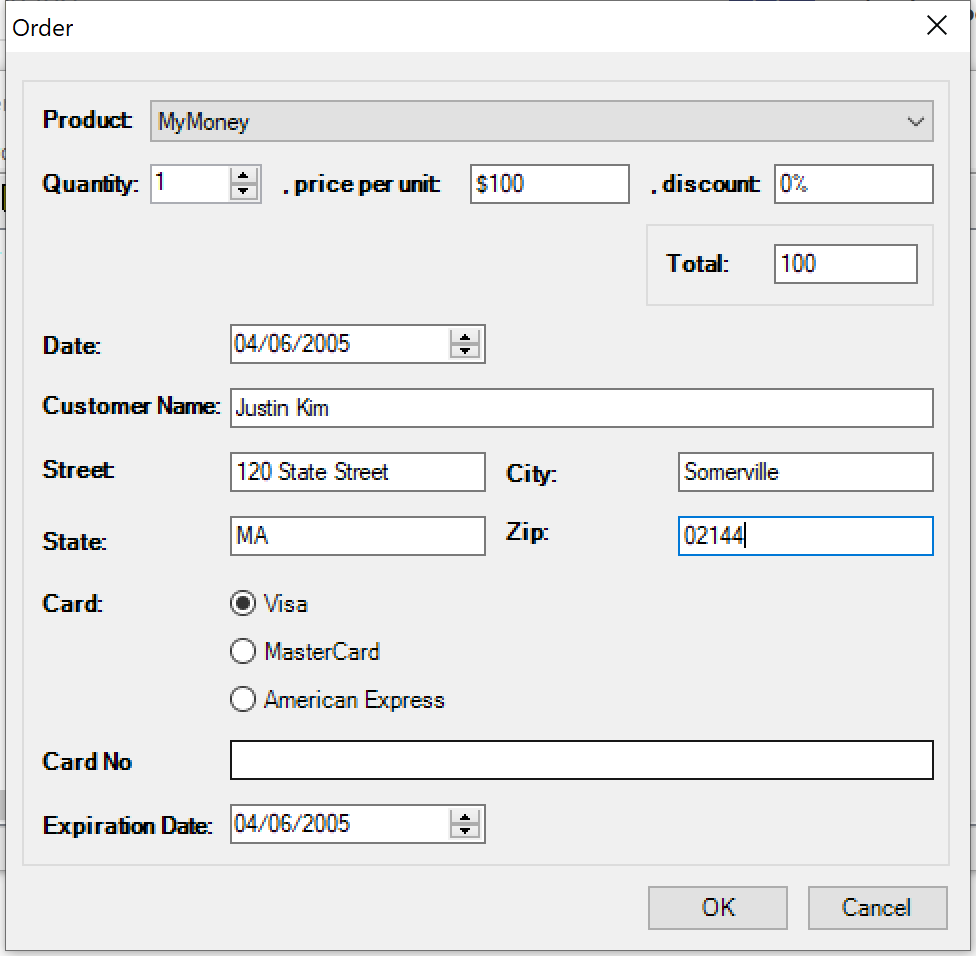 Order
Product: MyMoney
Quantity: 1 . price per unit: $100 . discount: 0%
Total: 100
Date: 04/06/2005
Customer Name: Justin Kim
Street: 120 State Street City: Somerville
State: MA Zip: 02144
Card: Visa
MasterCard
American Express
Card No
Expiration Date: 04/06/2005
OK Cancel